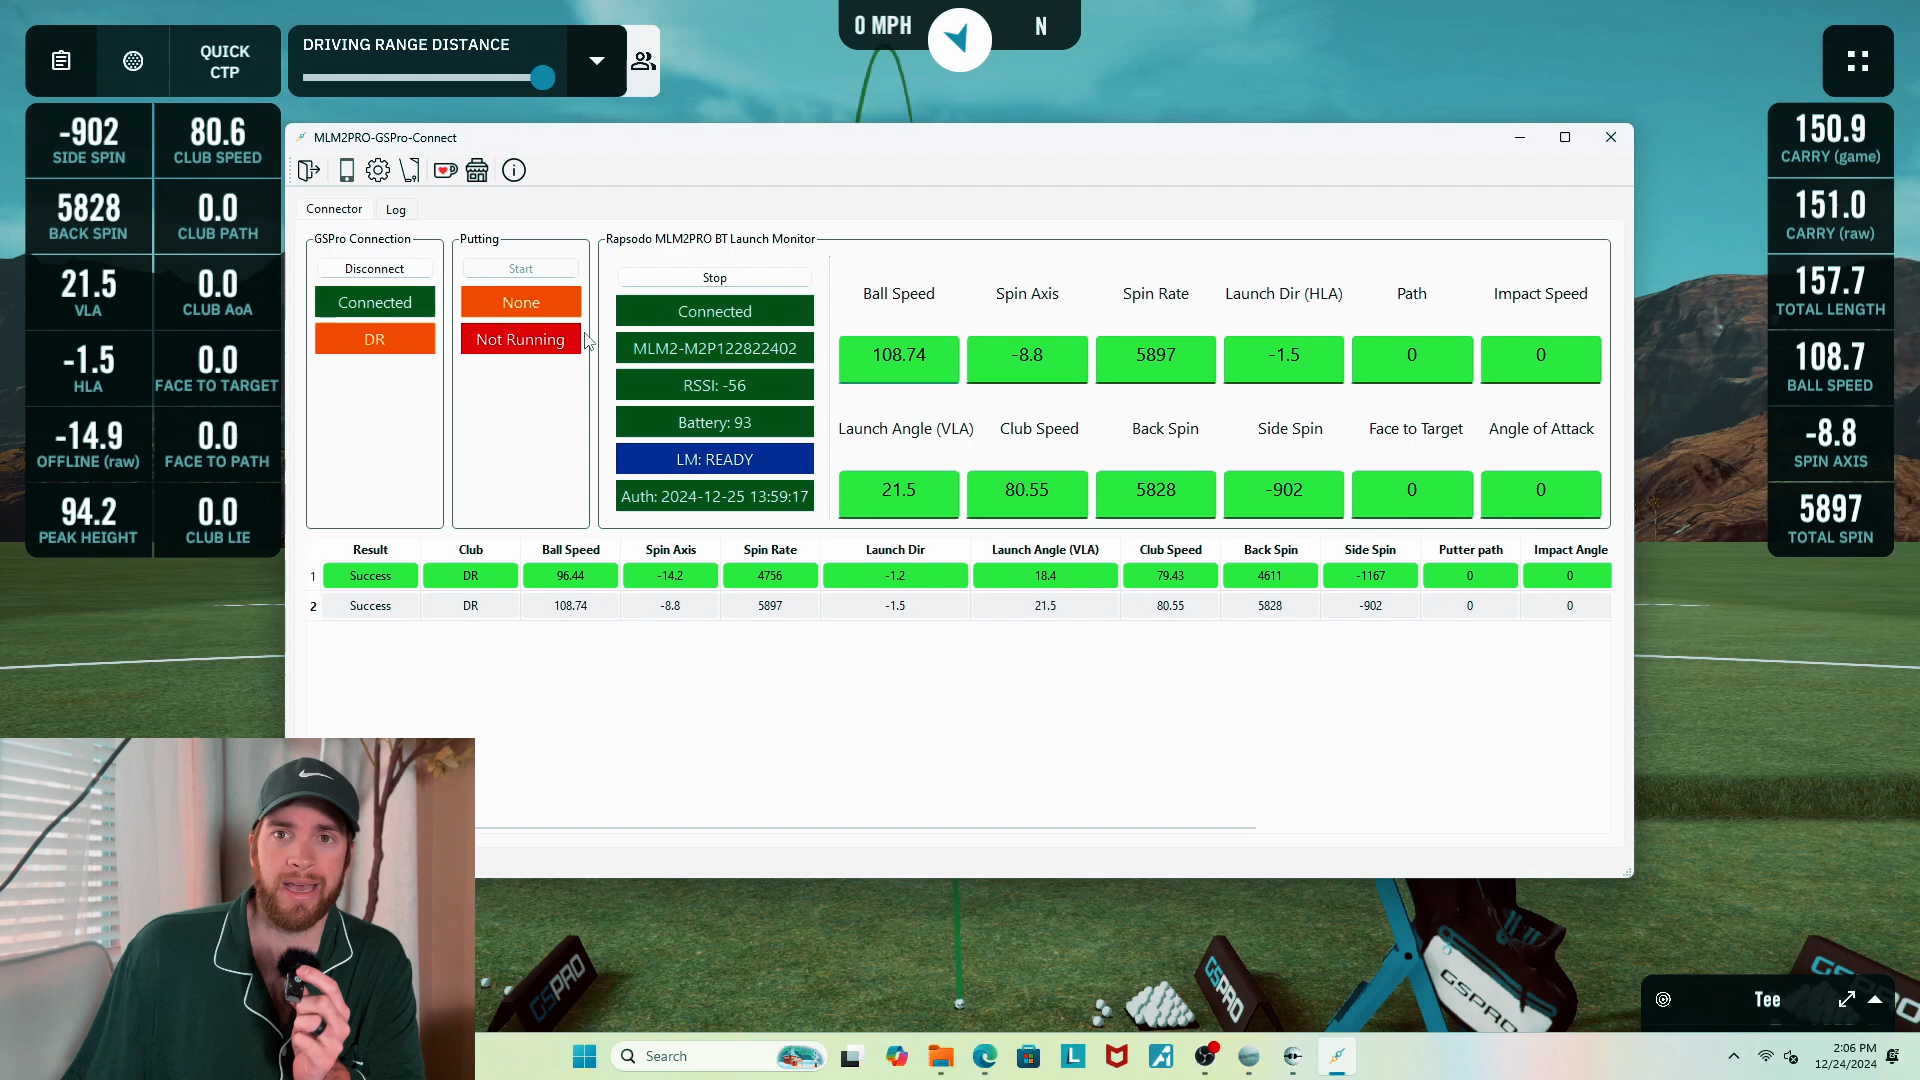 QUICK
CTP
DRIVING RANGE DISTANCE
0 MPH
N
-902
SIDE SPIN
80.6
CLUB SPEED
5828
BACK SPIN
0.0
CLUB PATH
21.5
VLA
0.0
CLUB AoA
-1.5
HLA
0.0
FACE TO TARGET
-14.9
OFFLINE (raw)
0.0
FACE TO PATH
94.2
PEAK HEIGHT
0.0
CLUB LIE
150.9
CARRY (game)
151.0
CARRY (raw)
157.7
TOTAL LENGTH
108.7
BALL SPEED
-8.8
SPIN AXIS
5897
TOTAL SPIN
MLM2PRO-GSPro-Connect
Connector Log
GSPro Connection
Disconnect
Connected
DR
Putting
Start
None
Not Running
Rapsodo MLM2PRO BT Launch Monitor
Stop
Connected
MLM2-M2P122822402
RSSI: -56
Battery: 93
LM: READY
Auth: 2024-12-25 13:59:17
Ball Speed Spin Axis Spin Rate Launch Dir (HLA) Path Impact Speed
108.74 -8.8 5897 -1.5 0 0
Launch Angle (VLA) Club Speed Back Spin Side Spin Face to Target Angle of Attack
21.5 80.55 5828 -902 0 0
Result Club Ball Speed Spin Axis Spin Rate Launch Dir Launch Angle (VLA) Club Speed Back Spin Side Spin Putter path Impact Angle
1 Success DR 96.44 -14.2 4756 -1.2 18.4 79.43 4611 -1167 0 0
2 Success DR 108.74 -8.8 5897 -1.5 21.5 80.55 5828 -902 0 0
GSPRO
GSPRO
GSPRO
GSPRO
Tee
Search
L
2:06 PM
12/24/2024